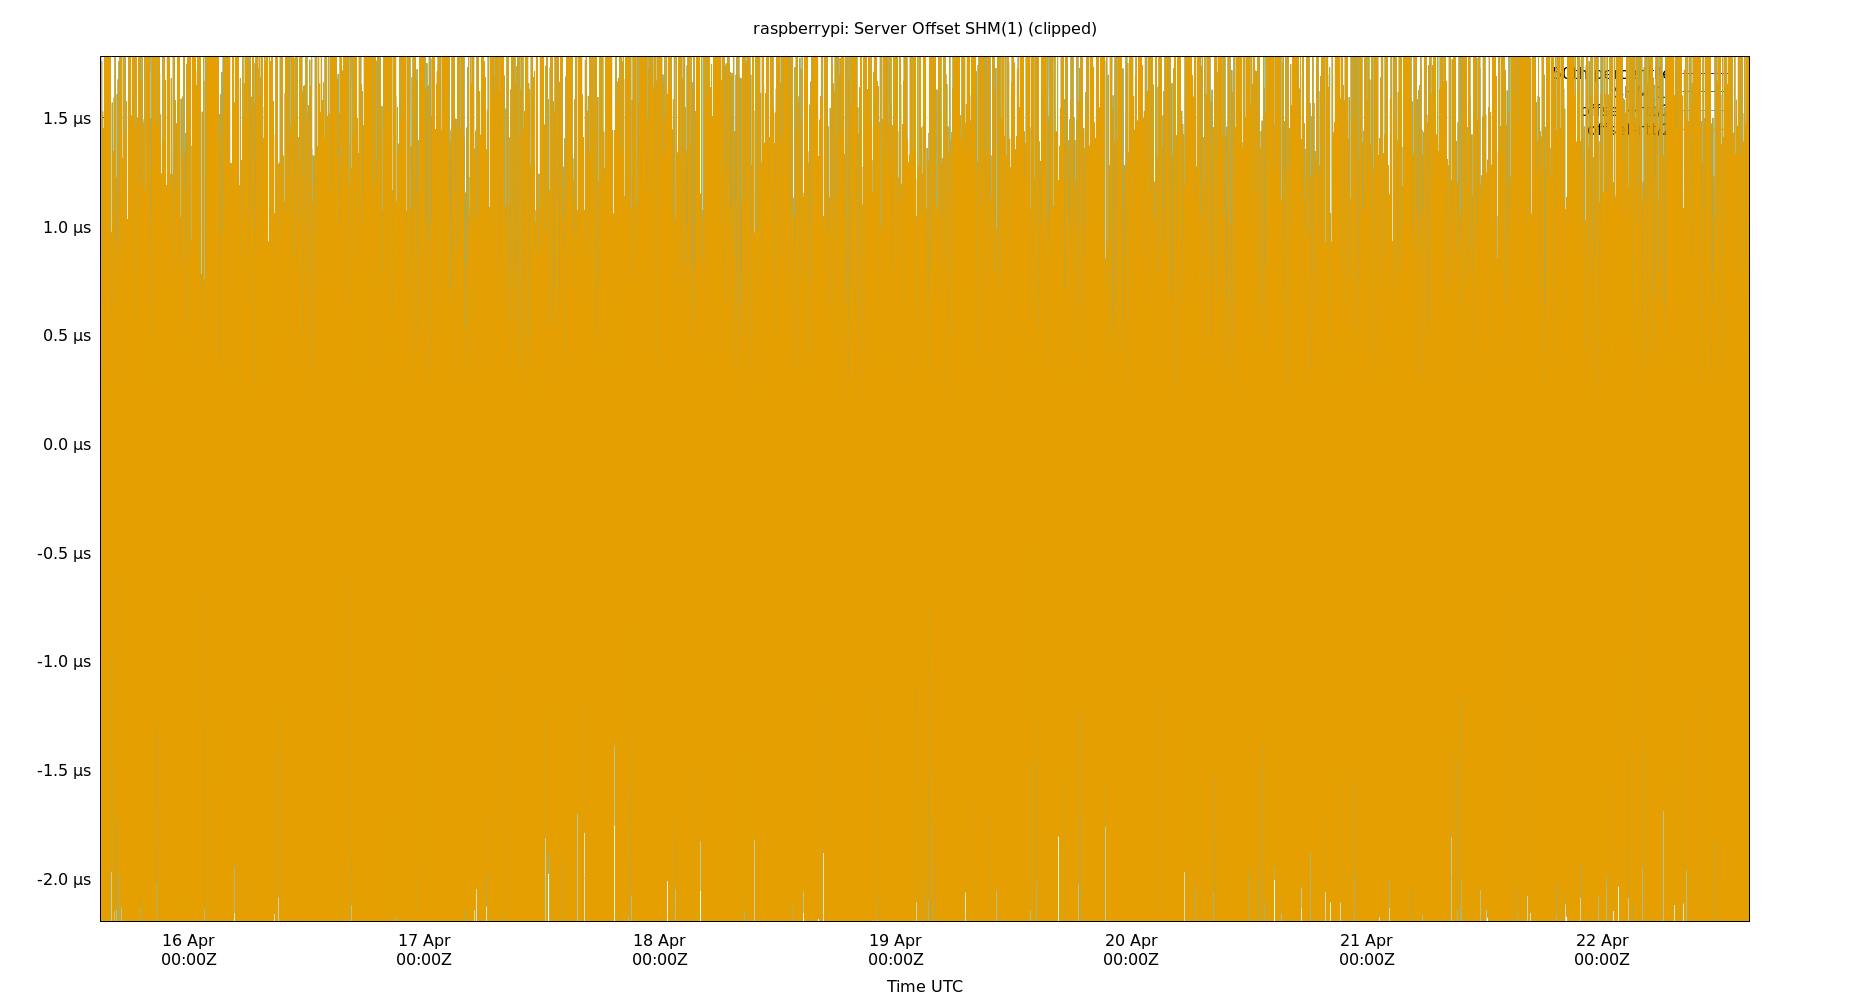 raspberrypi: Server Offset SHM(1) (clipped)
50th percentile
1.5 µs
1.0 µs
0.5 µs
0.0 µs
-0.5 µs
-1.0 µs
-1.5 µs
-2.0 µs
16 Apr 17 Apr 18 Apr 19 Apr 20 Apr 21 Apr 22 Apr
00:00Z 00:00Z 00:00Z 00:00Z 00:00Z 00:00Z 00:00Z
Time UTC